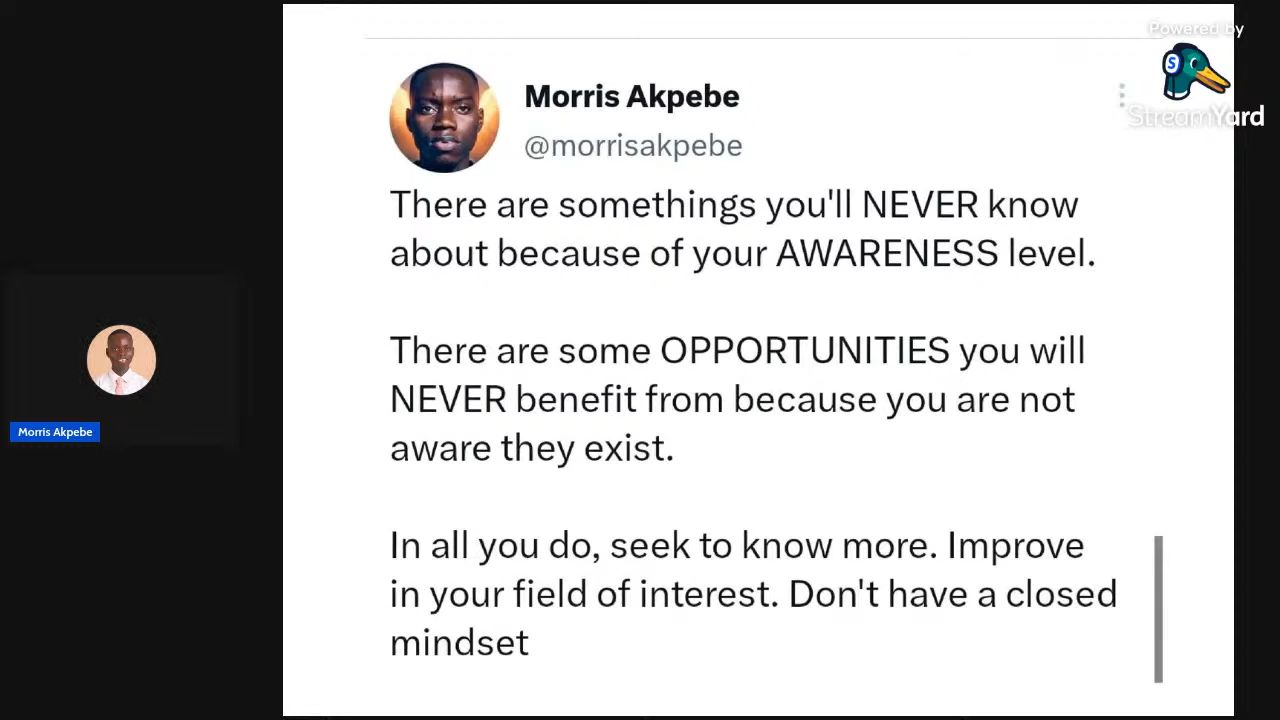 Powered by
StreamYard
Morris Akpebe
@morrisakpebe
There are somethings you'll NEVER know
about because of your AWARENESS level.
There are some OPPORTUNITIES you will
NEVER benefit from because you are not
aware they exist.
In all you do, seek to know more. Improve
in your field of interest. Don't have a closed
mindset
Morris Akpebe